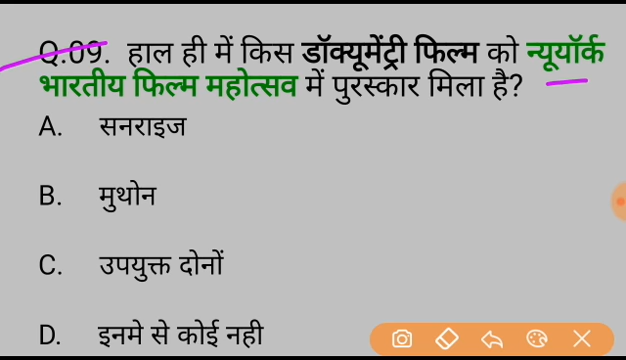 Q.09. हाल ही में किस डॉक्यूमेंट्री फिल्म को न्यूयॉर्क
भारतीय फिल्म महोत्सव में पुरस्कार मिला है?
A. सनराइज
B. मुथोन
C. उपयुक्त दोनों
D. इनमे से कोई नही